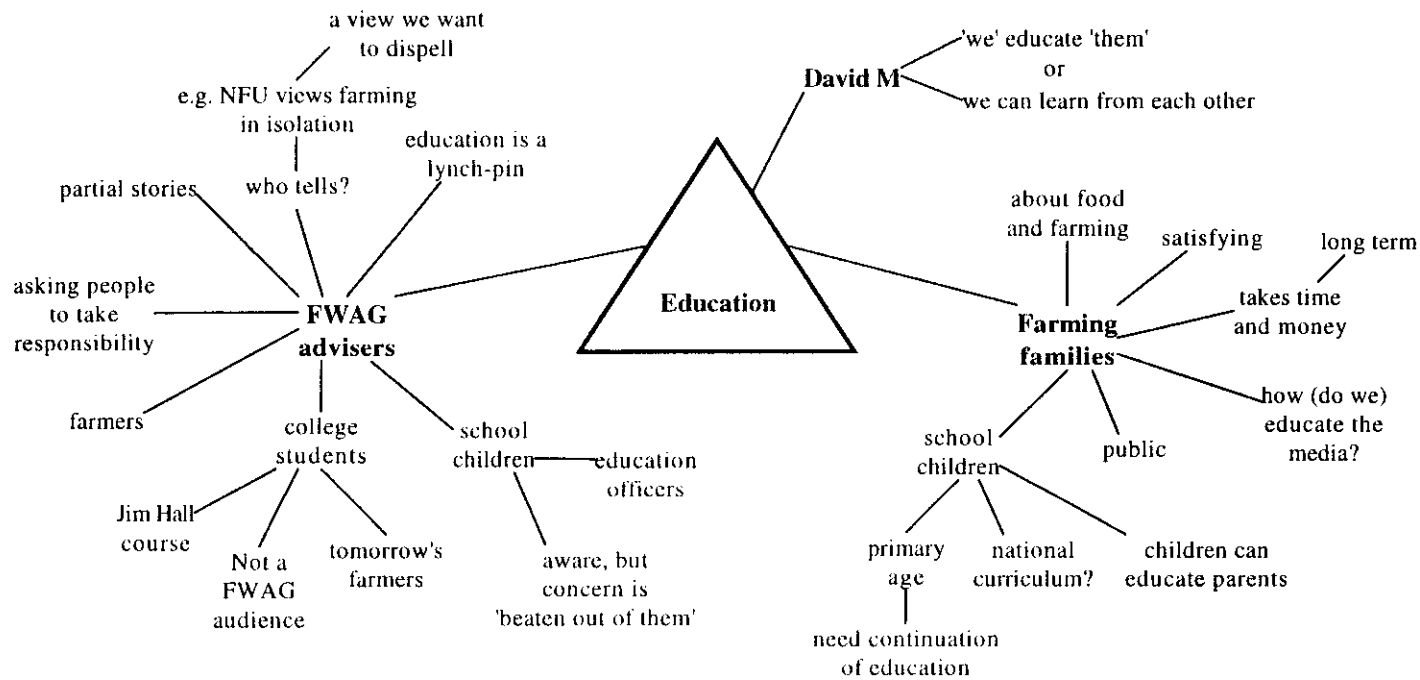 a view we want
to dispell
e.g. NFU views farming
in isolation
who tells?
partial stories
education is a
lynch-pin
asking people
to take
responsibility
FWAG
advisers
farmers
college
students
Jim Hall
course
Not a
FWAG
audience
tomorrow's
farmers
school
children
education
officers
aware, but
concern is
'beaten out of them'
Education
David M
'we' educate 'them'
or
we can learn from each other
Farming
families
about food
and farming
satisfying
long term
takes time
and money
how (do we)
educate the
media?
public
school
children
primary
age
need continuation
of education
national
curriculum?
children can
educate parents